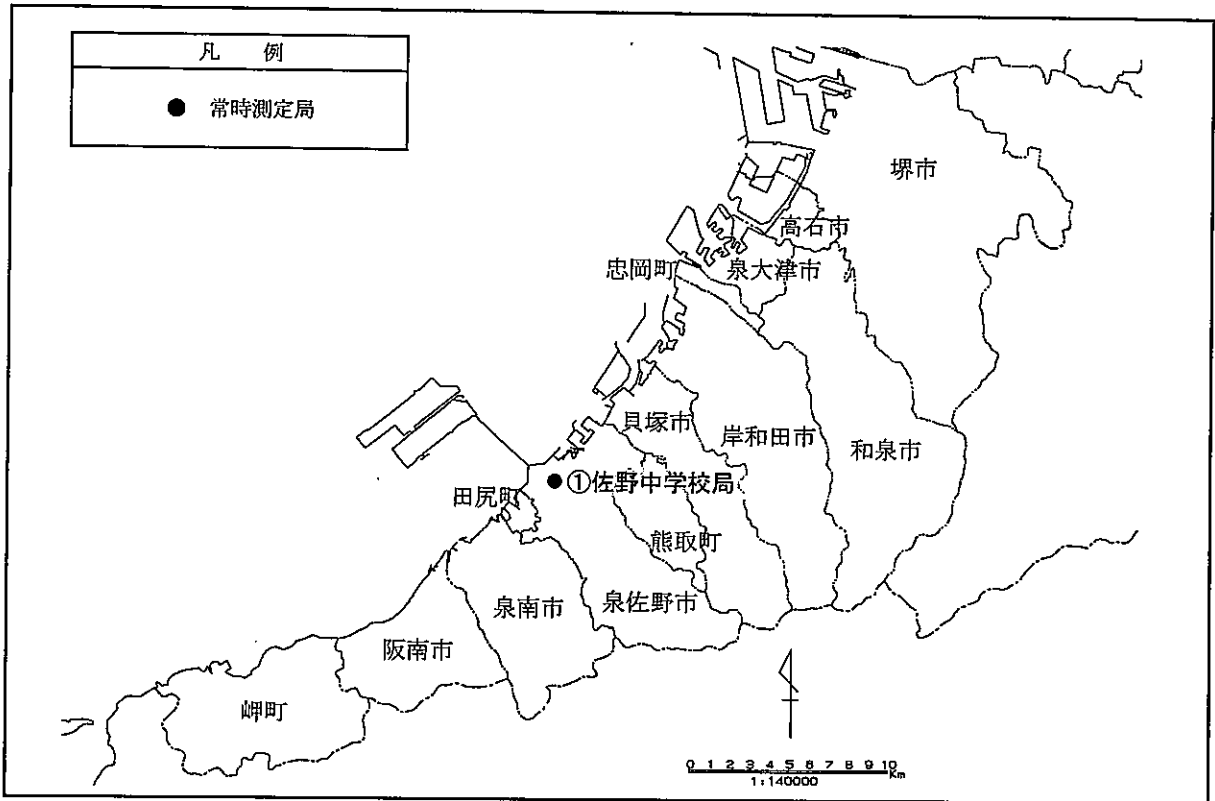 凡 例
● 常時測定局
堺市
高石市
泉大津市
忠岡町
貝塚市
岸和田市
和泉市
①佐野中学校局
田尻町
熊取町
泉南市
泉佐野市
阪南市
岬町
0 1 2 3 4 5 6 7 8 9 10
Km
1:140000